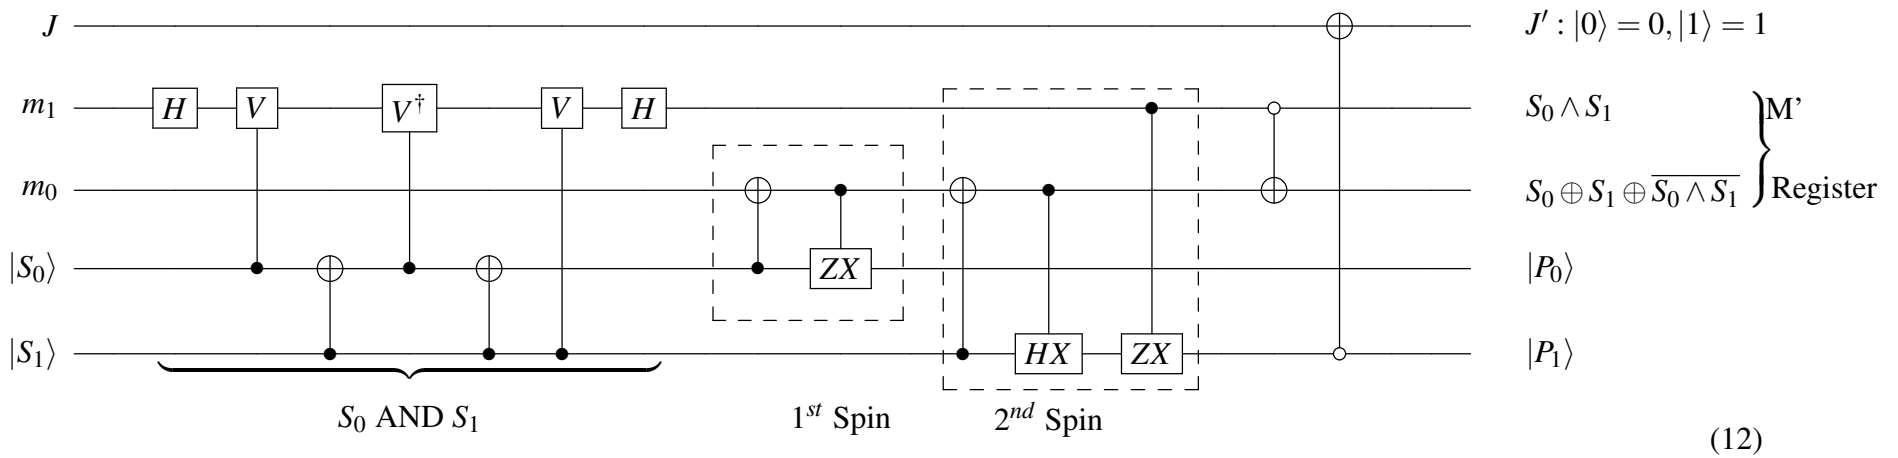 J J′ : |0⟩ = 0, |1⟩ = 1
m₁ H V V† V H S₀ ∧ S₁ M’
m₀ S₀ ⊕ S₁ ⊕ \overline{S₀ ∧ S₁} Register
|S₀⟩ ZX |P₀⟩
|S₁⟩ HX ZX |P₁⟩
S₀ AND S₁ 1ˢᵗ Spin 2ⁿᵈ Spin
(12)